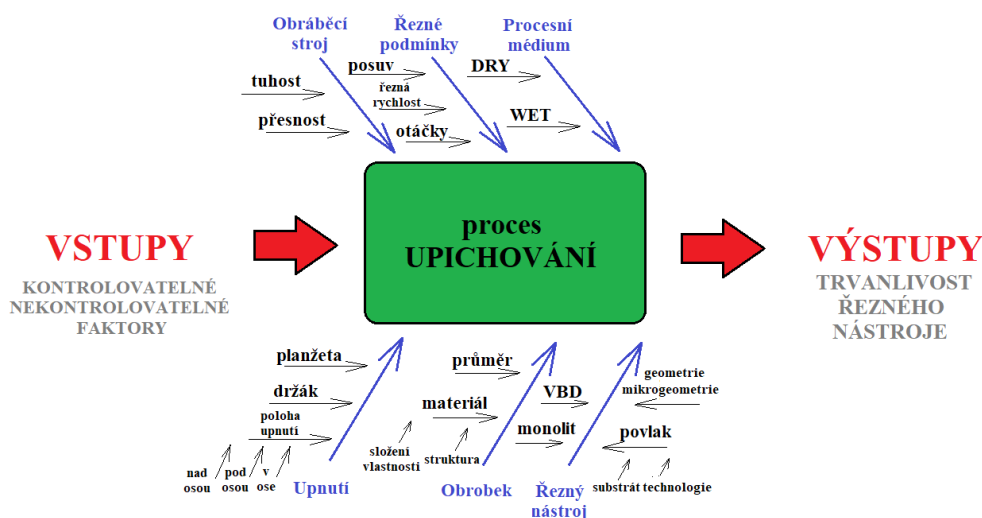 Obráběcí
stroj
Řezné
podmínky
Procesní
médium
posuv
DRY
tuhost
řezná
rychlost
přesnost
otáčky
WET
proces
UPICHOVÁNÍ
VSTUPY
KONTROLOVATELNÉ
NEKONTROLOVATELNÉ
FAKTORY
VÝSTUPY
TRVANLIVOST
ŘEZNÉHO
NÁSTROJE
planžeta
držák
poloha
upnutí
nad
osou
pod
osou
v
ose
Upnutí
průměr
materiál
složení
vlastnosti
struktura
Obrobek
VBD
monolit
geometrie
mikrogeometrie
povlak
substrát
technologie
Řezný
nástroj